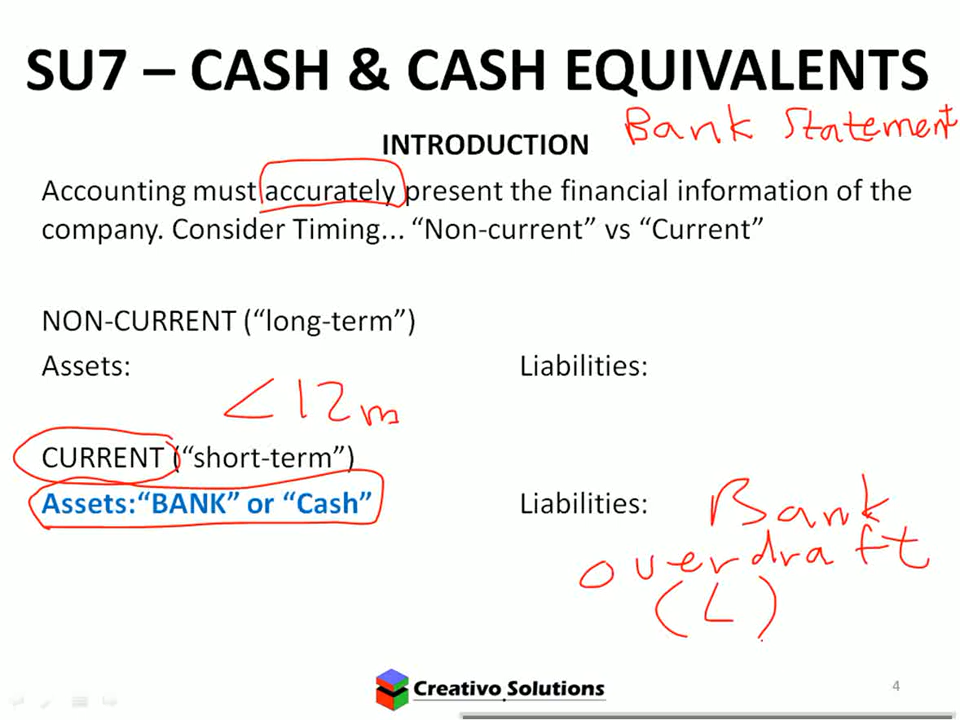 SU7 – CASH & CASH EQUIVALENTS
Bank Statement
INTRODUCTION
Accounting must accurately present the financial information of the
company. Consider Timing... “Non-current” vs “Current”
NON-CURRENT (“long-term”)
Assets: Liabilities:
<12m
CURRENT (“short-term”)
Assets:“BANK” or “Cash” Liabilities: Bank
overdraft
(L)
Creativo Solutions
4